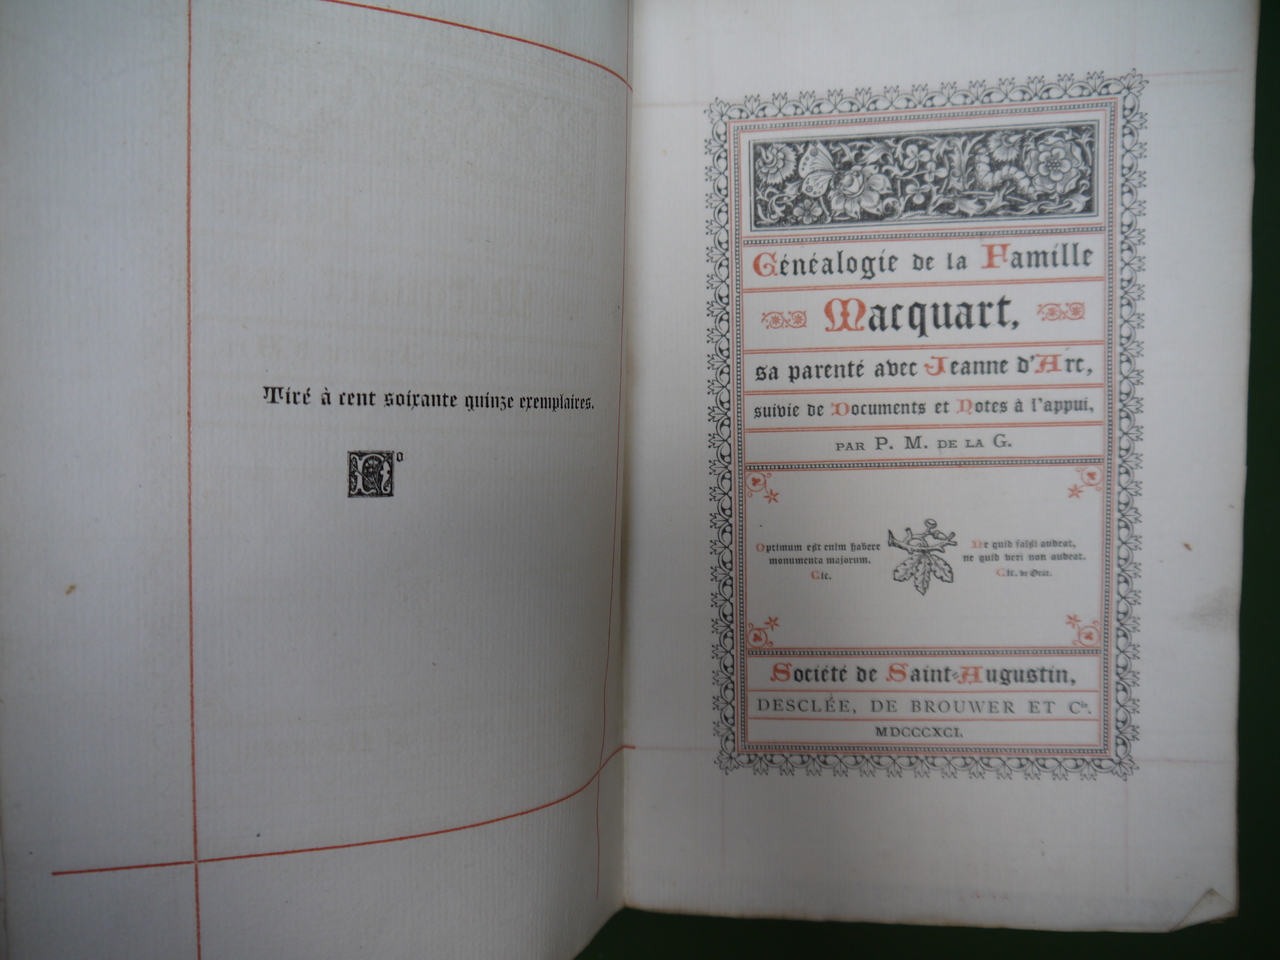 Tiré à cent soixante quinze exemplaires.
No
Généalogie de la Famille
Macquart,
sa parenté avec Jeanne d'Arc,
suivie de Documents et Notes à l'appui,
PAR P. M. DE LA G.
Optimum est enim habere
monumenta majorum.
Cic.
Ne quid falsi audeat,
ne quid veri non audeat.
Cic. de Orat.
Société de Saint-Augustin,
DESCLÉE, DE BROUWER ET Cie.
MDCCCXCI.